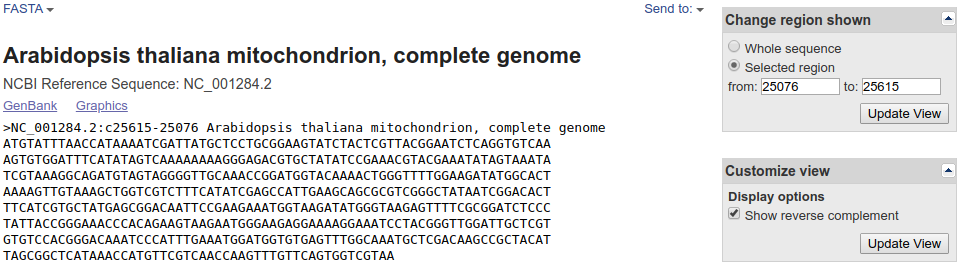 FASTA
Send to:
Arabidopsis thaliana mitochondrion, complete genome
NCBI Reference Sequence: NC_001284.2
GenBank Graphics
>NC_001284.2:c25615-25076 Arabidopsis thaliana mitochondrion, complete genome
ATGTATTTAACCATAAAATCGATTATGCTCCTGCGGAAGTATCTACTCGTTACGGAATCTCAGGTGTCAA
AGTGTGGATTTCATATAGTCAAAAAAAAGGGAGACGTGCTATATCCGAAACGTACGAAATATAGTAAATA
TCGTAAAGGCAGATGTAGTAGGGGTTGCAAACCGGATGGTACAAAACTGGGTTTTGGAAGATATGGCACT
AAAAGTTGTAAAGCTGGTCGTCTTTCATATCGAGCCATTGAAGCAGCGCGTCGGGCTATAATCGGACACT
TTCATCGTGCTATGAGCGGACAATTCCGAAGAAATGGTAAGATATGGGTAAGAGTTTTCGCGGATCTCCC
TATTACCGGGAAACCCACAGAAGTAAGAATGGGAAGAGGAAAAGGAAATCCTACGGGTTGGATTGCTCGT
GTGTCCACGGGACAAATCCCATTTGAAATGGATGGTGTGAGTTTGGCAAATGCTCGACAAGCCGCTACAT
TAGCGGCTCATAAACCATGTTCGTCAACCAAGTTTGTTCAGTGGTCGTAA
Change region shown
Whole sequence
Selected region
from: 25076 to: 25615
Update View
Customize view
Display options
Show reverse complement
Update View